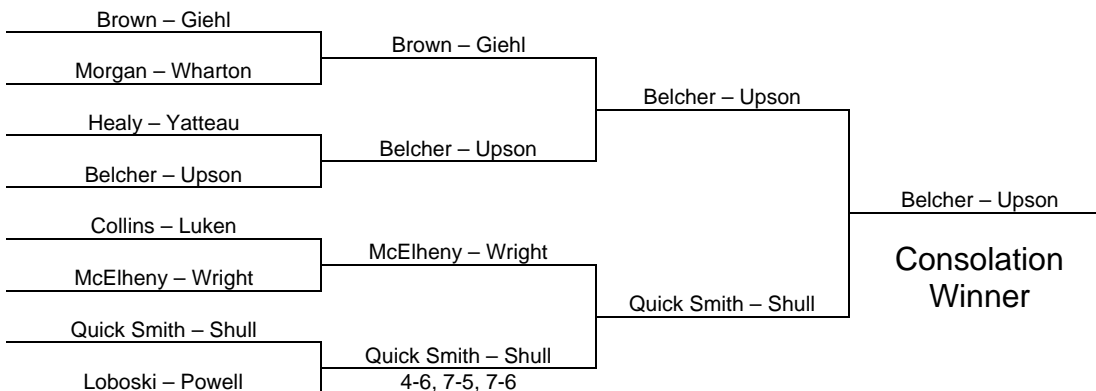 Brown – Giehl
Morgan – Wharton
Healy – Yatteau
Belcher – Upson
Collins – Luken
McElheny – Wright
Quick Smith – Shull
Loboski – Powell
Brown – Giehl
Belcher – Upson
McElheny – Wright
Quick Smith – Shull
4-6, 7-5, 7-6
Belcher – Upson
Quick Smith – Shull
Belcher – Upson
Consolation
Winner